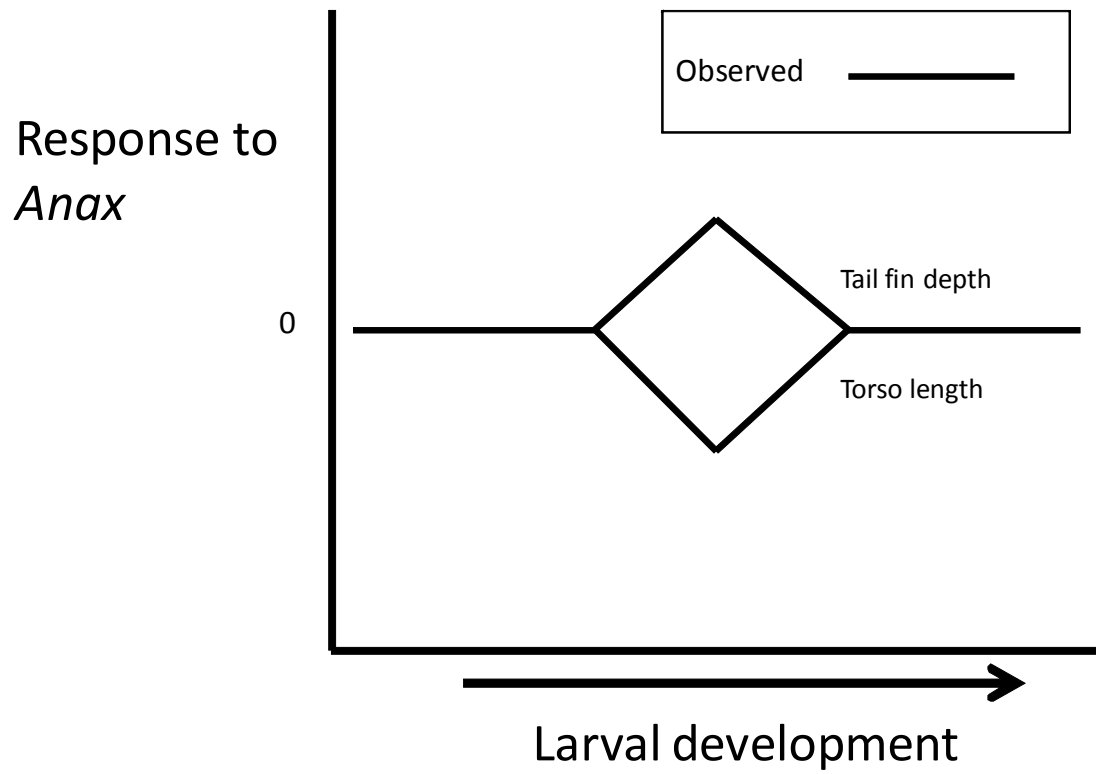 Observed
Response to
Anax
Tail fin depth
0
Torso length
Larval development